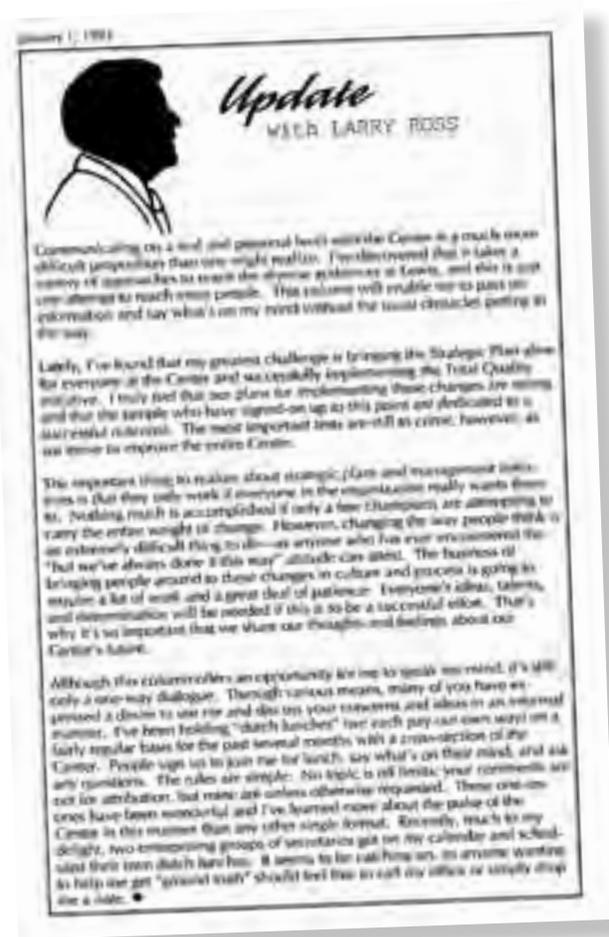 January 1, 199
Update
with LARRY ROSS
Communicating on a real and personal level with the Center is a much more
difficult proposition than one might realize. I've discovered that it takes a
variety of approaches to reach the diverse audiences at Lewis, and this is just
one attempt to reach more people. This column will enable me to pass on
information and say what's on my mind without the usual obstacles getting in
the way.
Lately, I've found that my greatest challenge is bringing the Strategic Plan alive
for everyone at the Center and successfully implementing the Total Quality
initiative. I truly feel that our plans for implementing these changes are strong
and that the people who have signed-on up to this point are dedicated to a
successful outcome. The most important tests are still to come, however, as
we move to improve the entire Center.
The important thing to realize about strategic plans and management
is that they only work if everyone in the organization really wants them
to. Nothing much is accomplished if only a few champions are attempting to
carry the entire weight of change. However, changing the way people think is
an extremely difficult thing to do—as anyone who has ever encountered the
"but we've always done it this way" attitude can attest. The business of
bringing people around to these changes in culture and process is going to
require a lot of work and a great deal of patience. Everyone's ideas, talents,
and determination will be needed if this is to be a successful effort. That's
why it's so important that we share our thoughts and feelings about our
Center's future.
Although this column offers an opportunity for me to speak my mind, it's still
only a one-way dialogue. Through various means, many of you have ex-
pressed a desire to see me and discuss your concerns and ideas in an informal
manner. I've been holding "dutch lunches" (we each pay our own way) on a
fairly regular basis for the past several months with a cross-section of the
Center. People sign up to join me for lunch, say what's on their mind, and ask
any questions. The rules are simple: No topic is off limits; your comments are
not for attribution, but mine are unless otherwise requested. These one-on-
ones have been wonderful and I've learned more about the pulse of the
Center in this manner than any other single format. Recently, much to my
delight, two enterprising groups of secretaries got on my calendar and sched-
uled their own dutch lunches. It seems to be catching on, so anyone wanting
to help me get "ground truth" should feel free to call my office or simply drop
me a note.